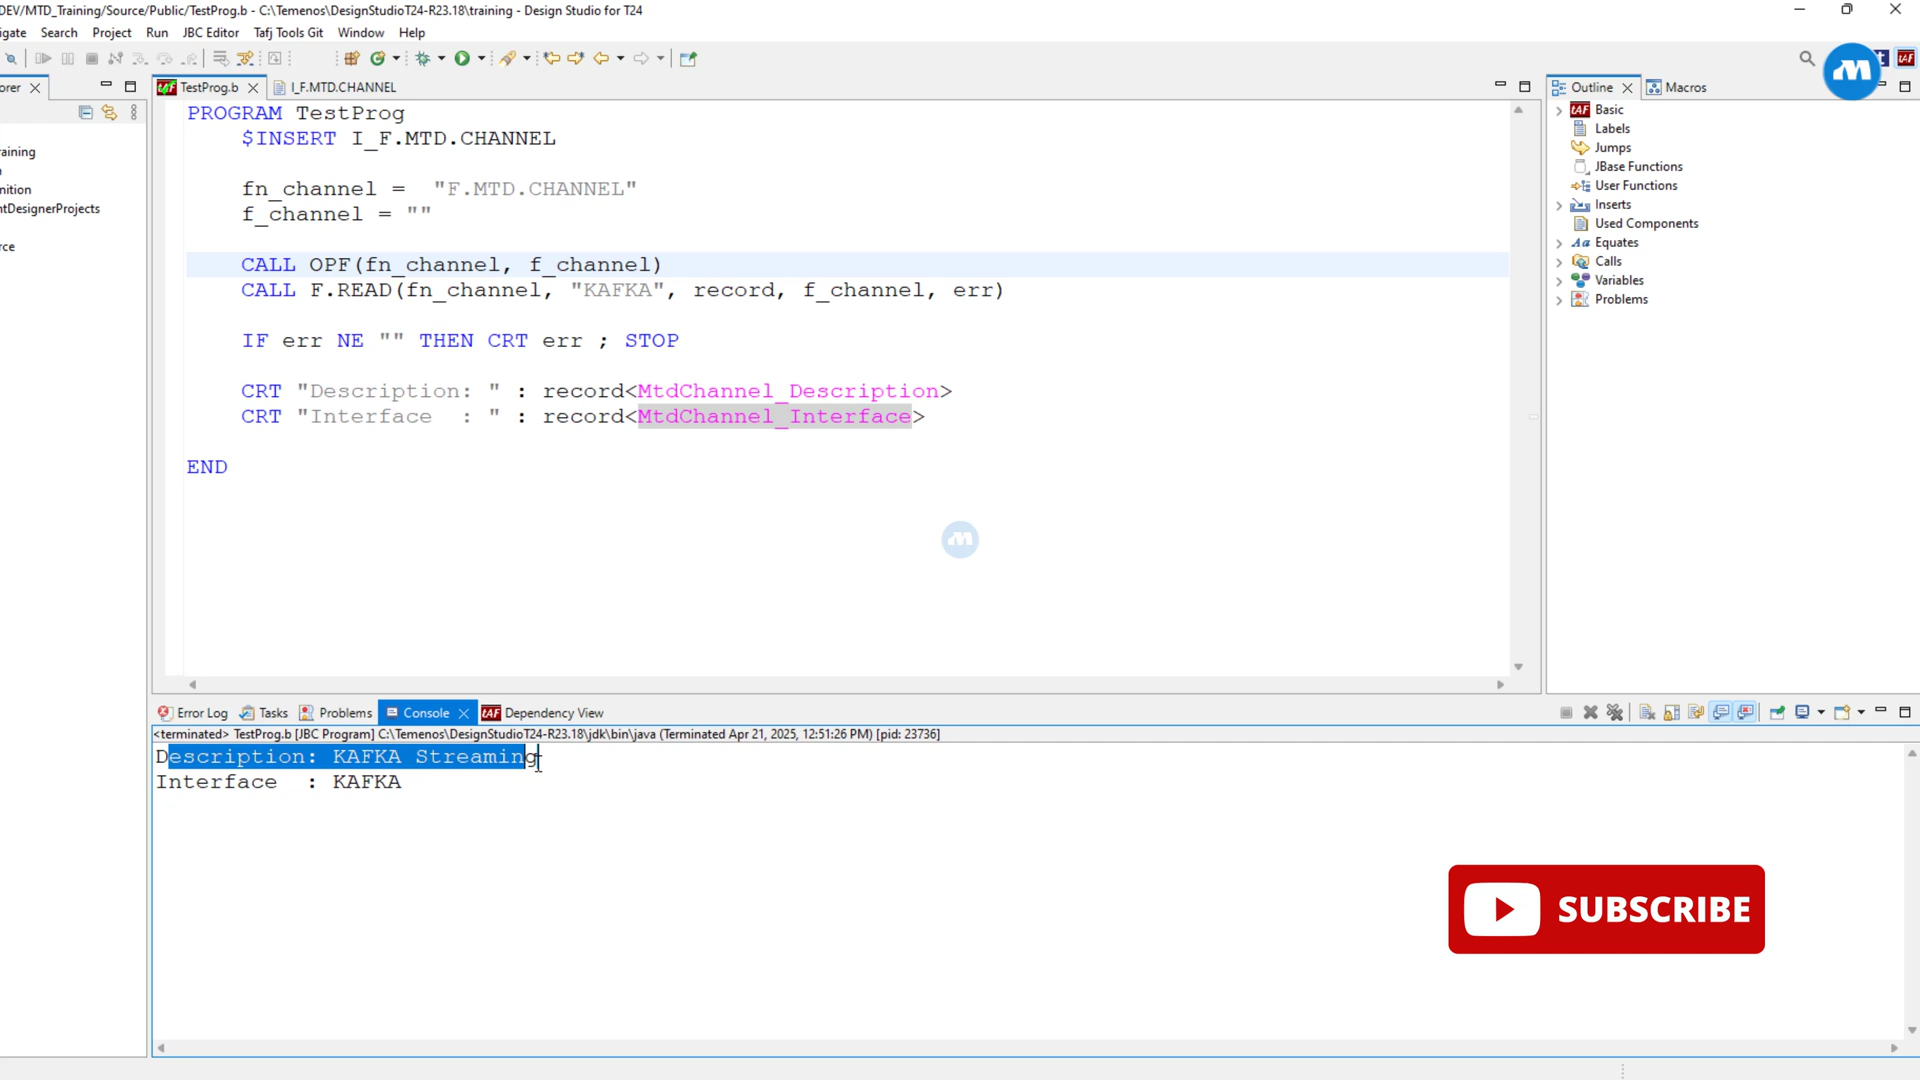 DEV/MTD_Training/Source/Public/TestProg.b - C:\Temenos\DesignStudioT24-R23.18\training - Design Studio for T24
igate Search Project Run JBC Editor Tafj Tools Git Window Help
orer TestProg.b I_F.MTD.CHANNEL Outline Macros
PROGRAM TestProg
$INSERT I_F.MTD.CHANNEL
fn_channel = "F.MTD.CHANNEL"
f_channel = ""
CALL OPF(fn_channel, f_channel)
CALL F.READ(fn_channel, "KAFKA", record, f_channel, err)
IF err NE "" THEN CRT err ; STOP
CRT "Description: " : record<MtdChannel_Description>
CRT "Interface  : " : record<MtdChannel_Interface>
END
raining
nition
ntDesignerProjects
rce
Basic
Labels
Jumps
JBase Functions
User Functions
Inserts
Used Components
Equates
Calls
Variables
Problems
Error Log Tasks Problems Console Dependency View
<terminated> TestProg.b [JBC Program] C:\Temenos\DesignStudioT24-R23.18\jdk\bin\java (Terminated Apr 21, 2025, 12:51:26 PM) [pid: 23736]
Description: KAFKA Streaming
Interface  : KAFKA
SUBSCRIBE